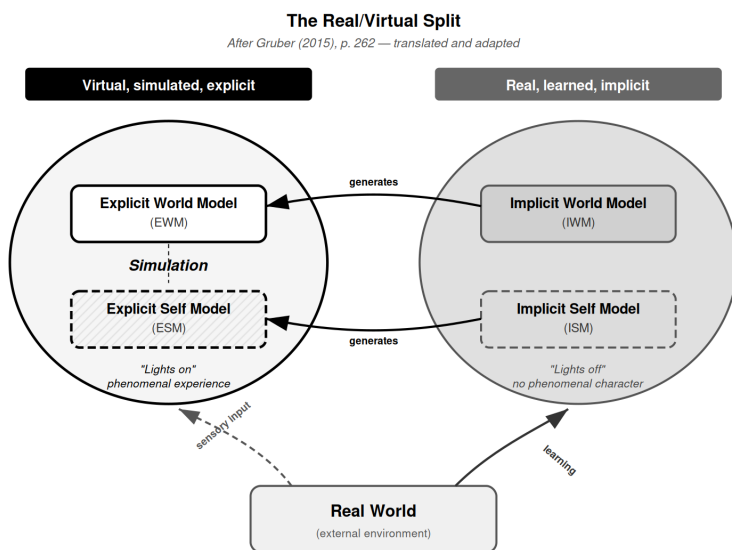 The Real/Virtual Split
After Gruber (2015), p. 262 — translated and adapted
Virtual, simulated, explicit
Real, learned, implicit
generates
Explicit World Model
(EWM)
Implicit World Model
(IWM)
Simulation
Explicit Self Model
(ESM)
Implicit Self Model
(ISM)
generates
"Lights on"
phenomenal experience
"Lights off"
no phenomenal character
sensory input
learning
Real World
(external environment)